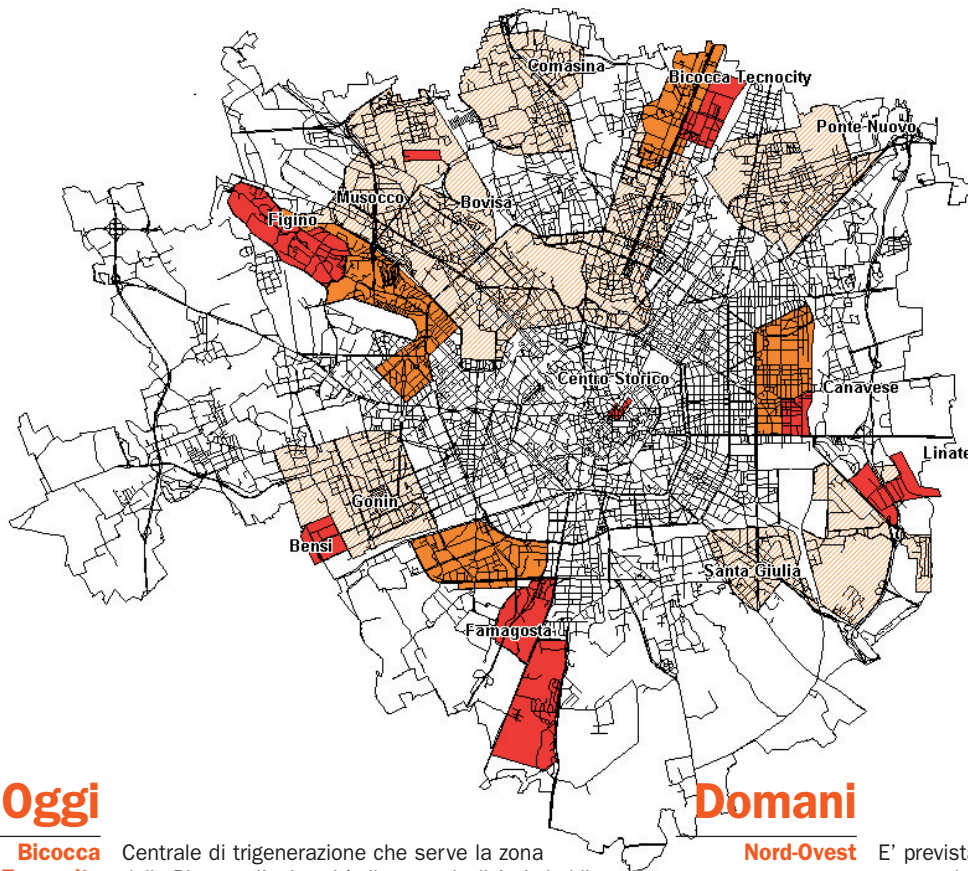 Comasina
Bicocca Tecnocity
Ponte Nuovo
Musocco
Bovisa
Figino
Centro Storico
Canavese
Linate
Gonin
Bensi
Santa Giulia
Famagosta
Oggi
Bicocca Centrale di trigenerazione che serve la zona
Domani
Nord-Ovest E' prevista